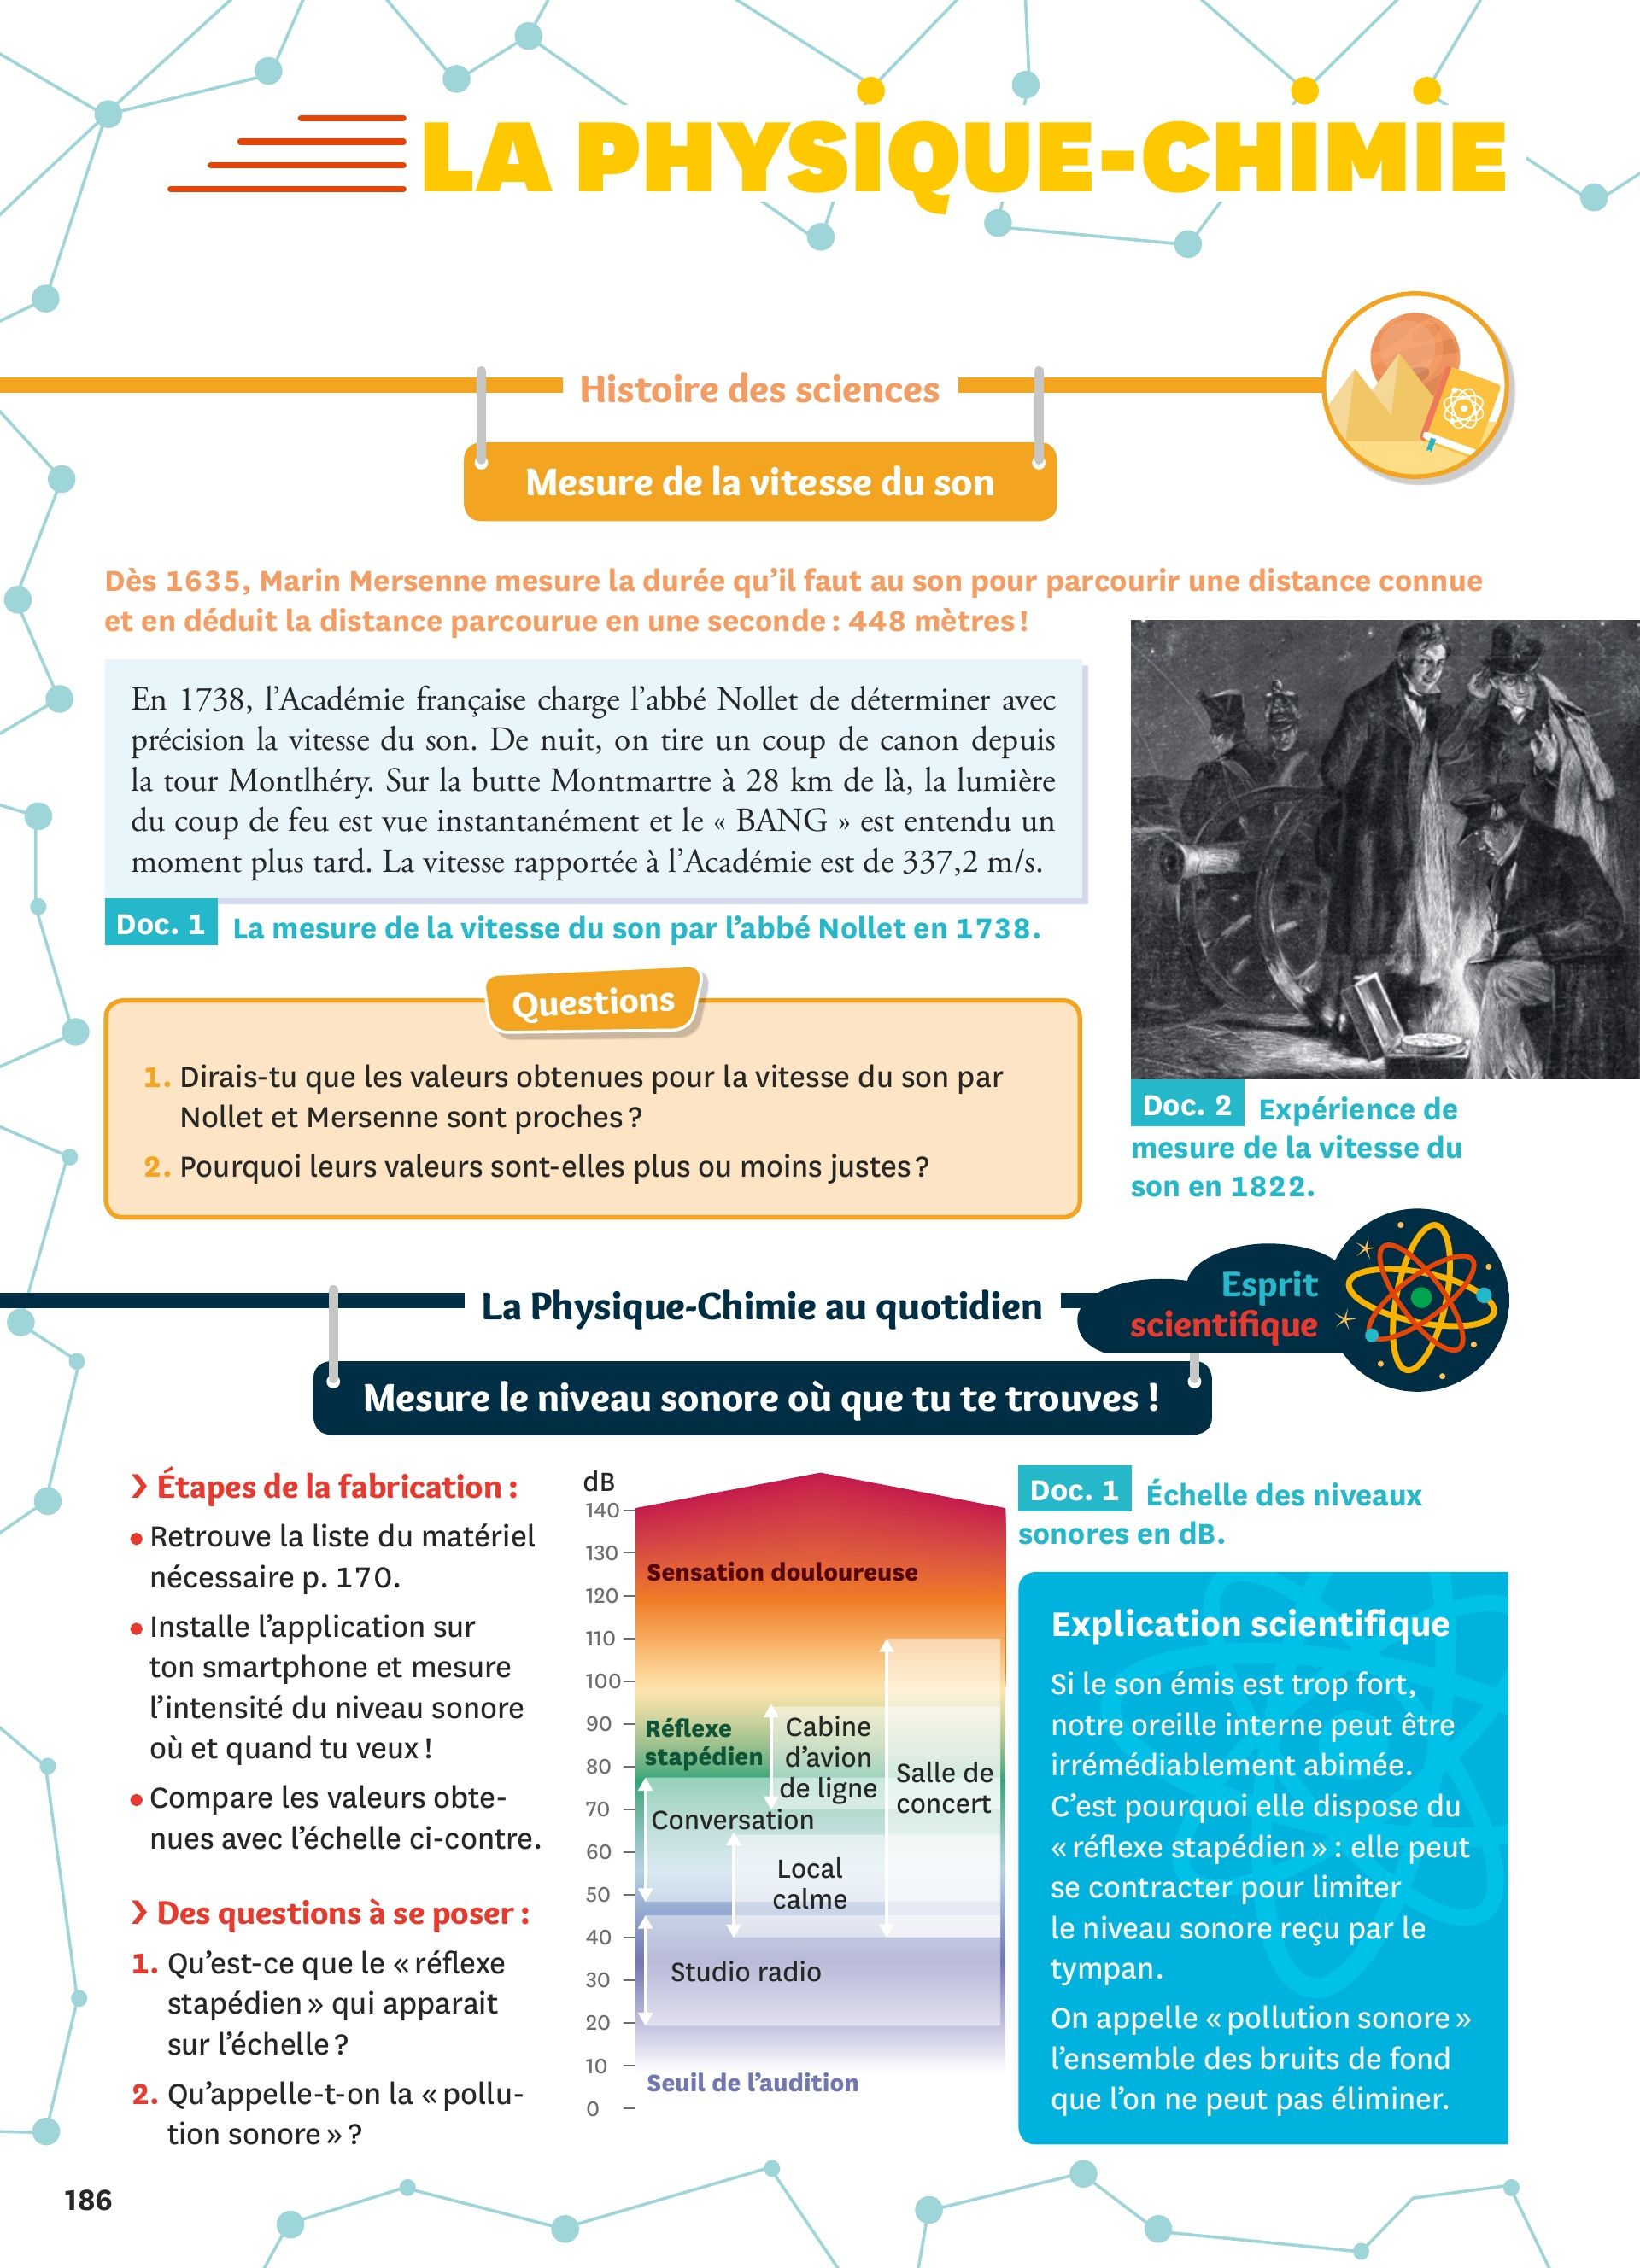 LA PHYSIQUE-CHIMIE
Histoire des sciences
Mesure de la vitesse du son
Dès 1635, Marin Mersenne mesure la durée qu’il faut au son pour parcourir une distance connue
et en déduit la distance parcourue en une seconde : 448 mètres !
En 1738, l’Académie française charge l’abbé Nollet de déterminer avec
précision la vitesse du son. De nuit, on tire un coup de canon depuis
la tour Montlhéry. Sur la butte Montmartre à 28 km de là, la lumière
du coup de feu est vue instantanément et le « BANG » est entendu un
moment plus tard. La vitesse rapportée à l’Académie est de 337,2 m/s.
Doc. 1 La mesure de la vitesse du son par l’abbé Nollet en 1738.
Questions
1. Dirais-tu que les valeurs obtenues pour la vitesse du son par
Nollet et Mersenne sont proches ?
2. Pourquoi leurs valeurs sont-elles plus ou moins justes ?
Doc. 2 Expérience de
mesure de la vitesse du
son en 1822.
La Physique-Chimie au quotidien
Esprit
scientifique
Mesure le niveau sonore où que tu te trouves !
› Étapes de la fabrication :
• Retrouve la liste du matériel
nécessaire p. 170.
• Installe l’application sur
ton smartphone et mesure
l’intensité du niveau sonore
où et quand tu veux !
• Compare les valeurs obte-
nues avec l’échelle ci-contre.
› Des questions à se poser :
1. Qu’est-ce que le « réflexe
stapédien » qui apparait
sur l’échelle ?
2. Qu’appelle-t-on la « pollu-
tion sonore » ?
dB
140
130
Sensation douloureuse
120
110
100
90
Réflexe
stapédien
80
Cabine
d’avion
de ligne
Salle de
concert
70
Conversation
60
Local
calme
50
40
30
Studio radio
20
10
Seuil de l’audition
0
Doc. 1 Échelle des niveaux
sonores en dB.
Explication scientifique
Si le son émis est trop fort,
notre oreille interne peut être
irrémédiablement abimée.
C’est pourquoi elle dispose du
« réflexe stapédien » : elle peut
se contracter pour limiter
le niveau sonore reçu par le
tympan.
On appelle « pollution sonore »
l’ensemble des bruits de fond
que l’on ne peut pas éliminer.
186